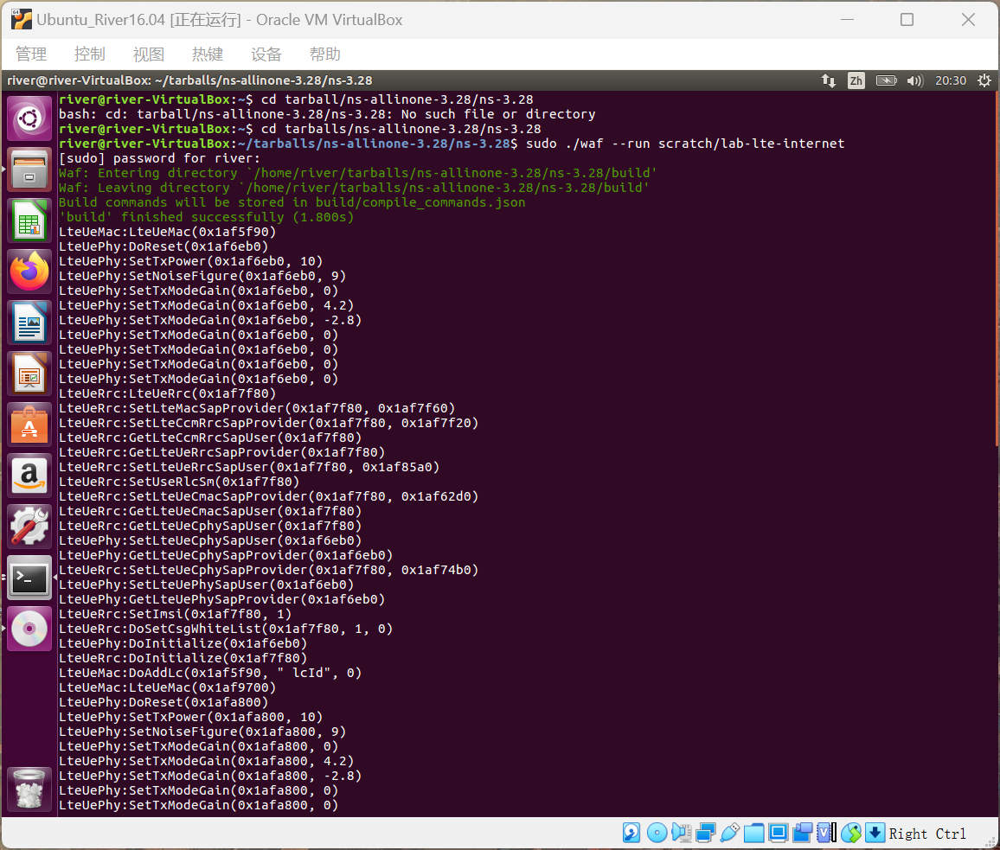 Ubuntu_River16.04 [正在运行] - Oracle VM VirtualBox
管理 控制 视图 热键 设备 帮助
river@river-VirtualBox: ~/tarballs/ns-allinone-3.28/ns-3.28 Zh 20:30
river@river-VirtualBox:~$ cd tarball/ns-allinone-3.28/ns-3.28
bash: cd: tarball/ns-allinone-3.28/ns-3.28: No such file or directory
river@river-VirtualBox:~$ cd tarballs/ns-allinone-3.28/ns-3.28
river@river-VirtualBox:~/tarballs/ns-allinone-3.28/ns-3.28$ sudo ./waf --run scratch/lab-lte-internet
[sudo] password for river:
Waf: Entering directory `/home/river/tarballs/ns-allinone-3.28/ns-3.28/build'
Waf: Leaving directory `/home/river/tarballs/ns-allinone-3.28/ns-3.28/build'
Build commands will be stored in build/compile_commands.json
'build' finished successfully (1.800s)
LteUeMac:LteUeMac(0x1af5f90)
LteUePhy:DoReset(0x1af6eb0)
LteUePhy:SetTxPower(0x1af6eb0, 10)
LteUePhy:SetNoiseFigure(0x1af6eb0, 9)
LteUePhy:SetTxModeGain(0x1af6eb0, 0)
LteUePhy:SetTxModeGain(0x1af6eb0, 4.2)
LteUePhy:SetTxModeGain(0x1af6eb0, -2.8)
LteUePhy:SetTxModeGain(0x1af6eb0, 0)
LteUePhy:SetTxModeGain(0x1af6eb0, 0)
LteUePhy:SetTxModeGain(0x1af6eb0, 0)
LteUePhy:SetTxModeGain(0x1af6eb0, 0)
LteUeRrc:LteUeRrc(0x1af7f80)
LteUeRrc:SetLteMacSapProvider(0x1af7f80, 0x1af7f60)
LteUeRrc:SetLteCcmRrcSapProvider(0x1af7f80, 0x1af7f20)
LteUeRrc:GetLteCcmRrcSapUser(0x1af7f80)
LteUeRrc:GetLteUeRrcSapProvider(0x1af7f80)
LteUeRrc:SetLteUeRrcSapUser(0x1af7f80, 0x1af85a0)
LteUeRrc:SetUseRlcSm(0x1af7f80)
LteUeRrc:SetLteUeCmacSapProvider(0x1af7f80, 0x1af62d0)
LteUeRrc:GetLteUeCmacSapUser(0x1af7f80)
LteUeRrc:GetLteUeCphySapUser(0x1af7f80)
LteUePhy:SetLteUeCphySapUser(0x1af6eb0)
LteUePhy:GetLteUeCphySapProvider(0x1af6eb0)
LteUeRrc:SetLteUeCphySapProvider(0x1af7f80, 0x1af74b0)
LteUePhy:SetLteUePhySapUser(0x1af6eb0)
LteUePhy:GetLteUePhySapProvider(0x1af6eb0)
LteUeRrc:SetImsi(0x1af7f80, 1)
LteUeRrc:DoSetCsgWhiteList(0x1af7f80, 1, 0)
LteUePhy:DoInitialize(0x1af6eb0)
LteUeRrc:DoInitialize(0x1af7f80)
LteUeMac:DoAddLc(0x1af5f90, " lcId", 0)
LteUeMac:LteUeMac(0x1af9700)
LteUePhy:DoReset(0x1afa800)
LteUePhy:SetTxPower(0x1afa800, 10)
LteUePhy:SetNoiseFigure(0x1afa800, 9)
LteUePhy:SetTxModeGain(0x1afa800, 0)
LteUePhy:SetTxModeGain(0x1afa800, 4.2)
LteUePhy:SetTxModeGain(0x1afa800, -2.8)
LteUePhy:SetTxModeGain(0x1afa800, 0)
LteUePhy:SetTxModeGain(0x1afa800, 0)
Right Ctrl